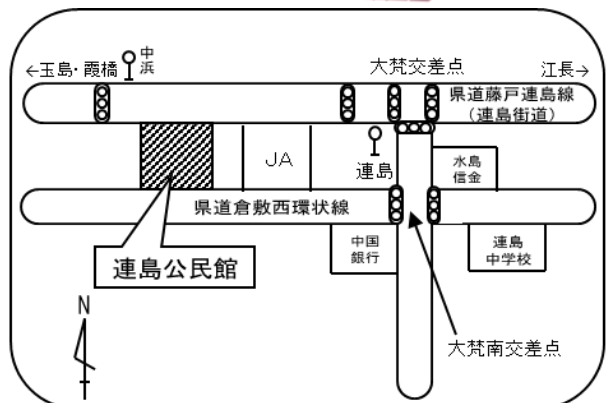 中
浜
←玉島・霞橋
大梵交差点
江長→
県道藤戸連島線
(連島街道)
JA
連島
水島
信金
県道倉敷西環状線
中国
銀行
連島
中学校
連島公民館
N
大梵南交差点